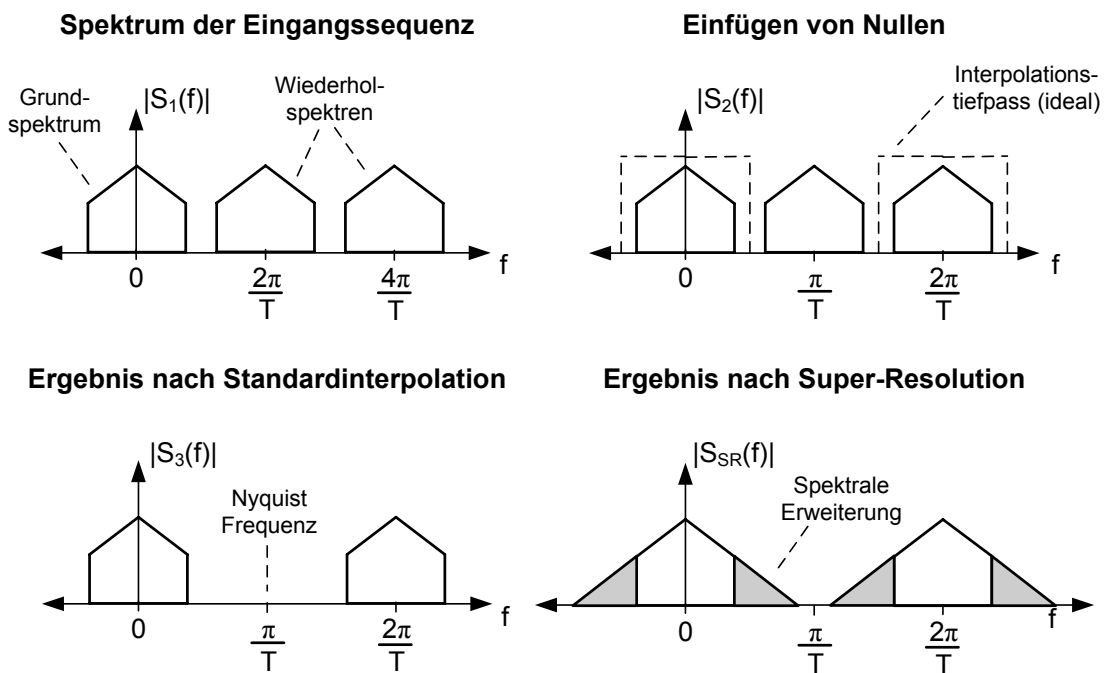 Spektrum der Eingangssequenz
Grund-
spektrum
|S₁(f)|
Wiederhol-
spektren
f
0
2π
T
4π
T
Einfügen von Nullen
|S₂(f)|
Interpolations-
tiefpass (ideal)
f
0
π
T
2π
T
Ergebnis nach Standardinterpolation
|S₃(f)|
Nyquist
Frequenz
f
0
π
T
2π
T
Ergebnis nach Super-Resolution
|S_SR(f)|
Spektrale
Erweiterung
f
0
π
T
2π
T